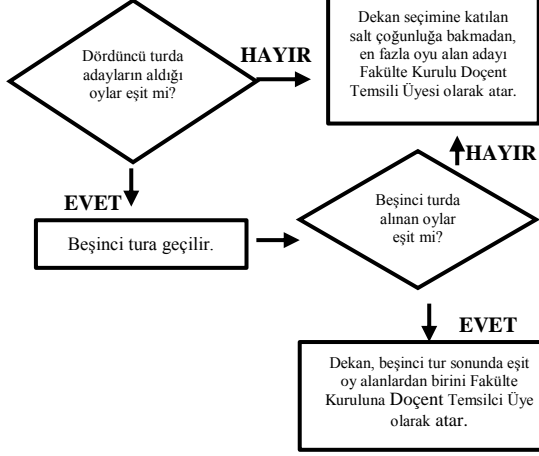 Dördüncü turda
adayların aldığı
oylar eşit mi?
HAYIR
Dekan seçimine katılan
salt çoğunluğa bakmadan,
en fazla oyu alan adayı
Fakülte Kurulu Doçent
Temsili Üyesi olarak atar.
EVET
Beşinci tura geçilir.
HAYIR
Beşinci turda
alınan oylar
eşit mi?
EVET
Dekan, beşinci tur sonunda eşit
oy alanlardan birini Fakülte
Kuruluna Doçent Temsilci Üye
olarak atar.